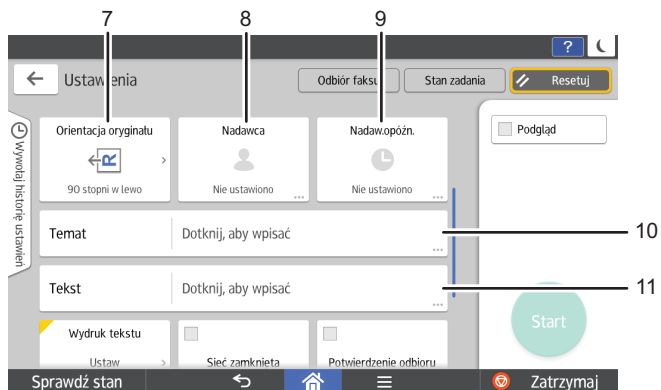 7 8 9
?
Ustawienia Odbiór faksu Stan zadania Resetuj
Wywołaj historię ustawień
Orientacja oryginału Nadawca Nadaw.opóźn. Podgląd
R
90 stopni w lewo Nie ustawiono ... Nie ustawiono ...
Temat Dotknij, aby wpisać ... 10
Tekst Dotknij, aby wpisać ... 11
Wydruk tekstu
Start
Ustaw Sieć zamknięta Potwierdzenie odbioru
Sprawdź stan Zatrzymaj